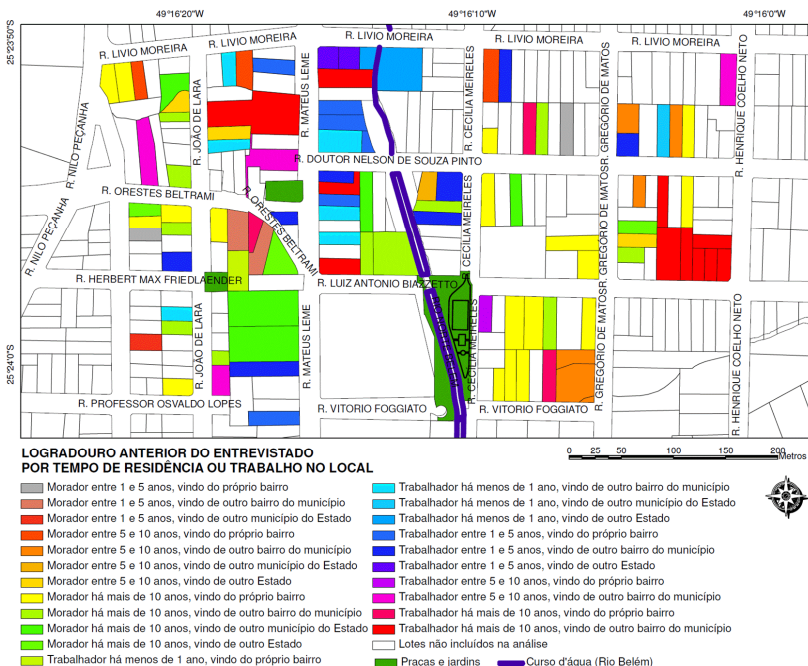 49°16'20"W
49°16'10"W
49°16'0"W
25°23'50"S
25°24'0"S
R. LIVIO MOREIRA
R. LIVIO MOREIRA
R. LIVIO MOREIRA
R. LIVIO MOREIRA
R. LIVIO MOREIRA
R. NILO PEÇANHA
R. JOÃO DE LARA
R. MATEUS LEME
R. CECILIA MEIRELES
R. GREGORIO DE MATOS
R. HENRIQUE COELHO NETO
R. DOUTOR NELSON DE SOUZA PINTO
R. ORESTES BELTRAMI
R. ORESTES BELTRAMI
R. NILO PEÇANHA
CECILIA MEIRELES
R. GREGÓRIO DE MATOS
R. HERBERT MAX FRIEDLAENDER
R. LUIZ ANTONIO BIAZZETTO
R. JOÃO DE LARA
R. MATEUS LEME
R. CECILIA MEIRELES
R. GREGORIO DE MATOS
R. HENRIQUE COELHO NETO
R. PROFESSOR OSVALDO LOPES
R. VITORIO FOGGIATO
R. VITORIO FOGGIATO
LOGRADOURO ANTERIOR DO ENTREVISTADO
POR TEMPO DE RESIDÊNCIA OU TRABALHO NO LOCAL
0 25 50 100 150 200
Metros
Morador entre 1 e 5 anos, vindo do próprio bairro
Morador entre 1 e 5 anos, vindo de outro bairro do município
Morador entre 1 e 5 anos, vindo de outro município do Estado
Morador entre 5 e 10 anos, vindo do próprio bairro
Morador entre 5 e 10 anos, vindo de outro bairro do município
Morador entre 5 e 10 anos, vindo de outro município do Estado
Morador entre 5 e 10 anos, vindo de outro Estado
Morador há mais de 10 anos, vindo do próprio bairro
Morador há mais de 10 anos, vindo de outro bairro do município
Morador há mais de 10 anos, vindo de outro município do Estado
Morador há mais de 10 anos, vindo de outro Estado
Trabalhador há menos de 1 ano, vindo do próprio bairro
Trabalhador há menos de 1 ano, vindo de outro bairro do município
Trabalhador há menos de 1 ano, vindo de outro município do Estado
Trabalhador há menos de 1 ano, vindo de outro Estado
Trabalhador entre 1 e 5 anos, vindo do próprio bairro
Trabalhador entre 1 e 5 anos, vindo de outro bairro do município
Trabalhador entre 1 e 5 anos, vindo de outro Estado
Trabalhador entre 5 e 10 anos, vindo do próprio bairro
Trabalhador entre 5 e 10 anos, vindo de outro bairro do município
Trabalhador há mais de 10 anos, vindo do próprio bairro
Trabalhador há mais de 10 anos, vindo de outro bairro do município
Lotes não incluídos na análise
Praças e jardins
Curso d'água (Rio Belém)